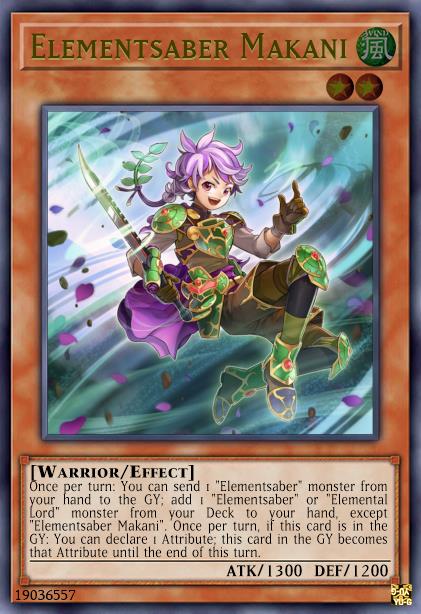 Elementsaber Makani
WIND
風
[Warrior/Effect]
Once per turn: You can send 1 "Elementsaber" monster from
your hand to the GY; add 1 "Elementsaber" or "Elemental
Lord" monster from your Deck to your hand, except
"Elementsaber Makani". Once per turn, if this card is in the
GY: You can declare 1 Attribute; this card in the GY becomes
that Attribute until the end of this turn.
ATK/1300 DEF/1200
19036557